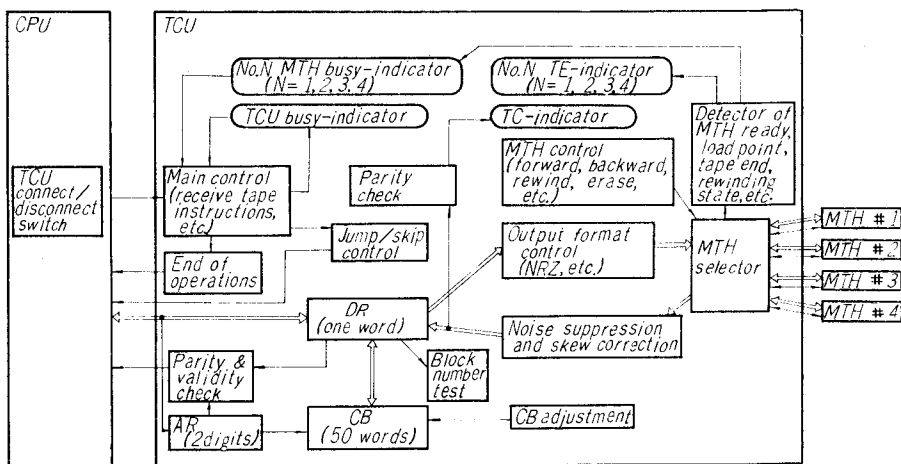 CPU
TCU
No.N MTH busy-indicator
(N= 1, 2, 3, 4)
No.N TE-indicator
(N= 1, 2, 3, 4)
TCU busy-indicator
TC-indicator
Detector of
MTH ready,
load point,
tape end,
rewinding
state, etc.
MTH control
(forward, backward,
rewind, erase,
etc.)
TCU
connect/
disconnect
switch
Main control
(receive tape
instructions,
etc.)
Parity
check
Jump/skip
control
End of
operations
Output format
control
(NRZ, etc.)
MTH
selector
MTH #1
MTH #2
MTH #3
MTH #4
DR
(one word)
Noise suppression
and skew correction
Parity &
validity
check
Block
number
test
AR
(2digits)
CB
(50 words)
CB adjustment